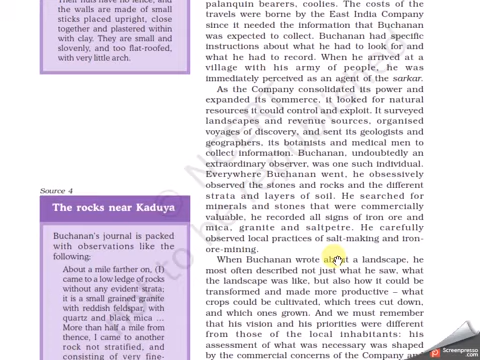 Their huts have no fence, and
the walls are made of small
sticks placed upright, close
together and plastered within
with clay. They are small and
slovenly, and too flat-roofed,
with very little arch.
Source 4
The rocks near Kaduya
Buchanan's journal is packed
with observations like the
following:
About a mile farther on, (I)
came to a low ledge of rocks
without any evident strata;
it is a small grained granite
with reddish feldspar, with
quartz and black mica ...
More than half a mile from
thence, I came to another
rock not stratified, and
consisting of very fine-
palanquin bearers, coolies. The costs of
the travels were borne by the East India Company
since it needed the information that Buchanan
was expected to collect. Buchanan had specific
instructions about what he had to look for and
what he had to record. When he arrived at a
village with his army of people, he was
immediately perceived as an agent of the sarkar.
As the Company consolidated its power and
expanded its commerce, it looked for natural
resources it could control and exploit. It surveyed
landscapes and revenue sources, organised
voyages of discovery, and sent its geologists and
geographers, its botanists and medical men to
collect information. Buchanan, undoubtedly an
extraordinary observer, was one such individual.
Everywhere Buchanan went, he obsessively
observed the stones and rocks and the different
strata and layers of soil. He searched for
minerals and stones that were commercially
valuable, he recorded all signs of iron ore and
mica, granite and saltpetre. He carefully
observed local practices of salt-making and iron-
ore-mining.
When Buchanan wrote about a landscape, he
most often described not just what he saw, what
the landscape was like, but also how it could be
transformed and made more productive – what
crops could be cultivated, which trees cut down,
and which ones grown. And we must remember
that his vision and his priorities were different
from those of the local inhabitants: his
assessment of what was necessary was shaped
by the commercial concerns of the Company and
Made with
Screenpresso
www.screenpresso.com